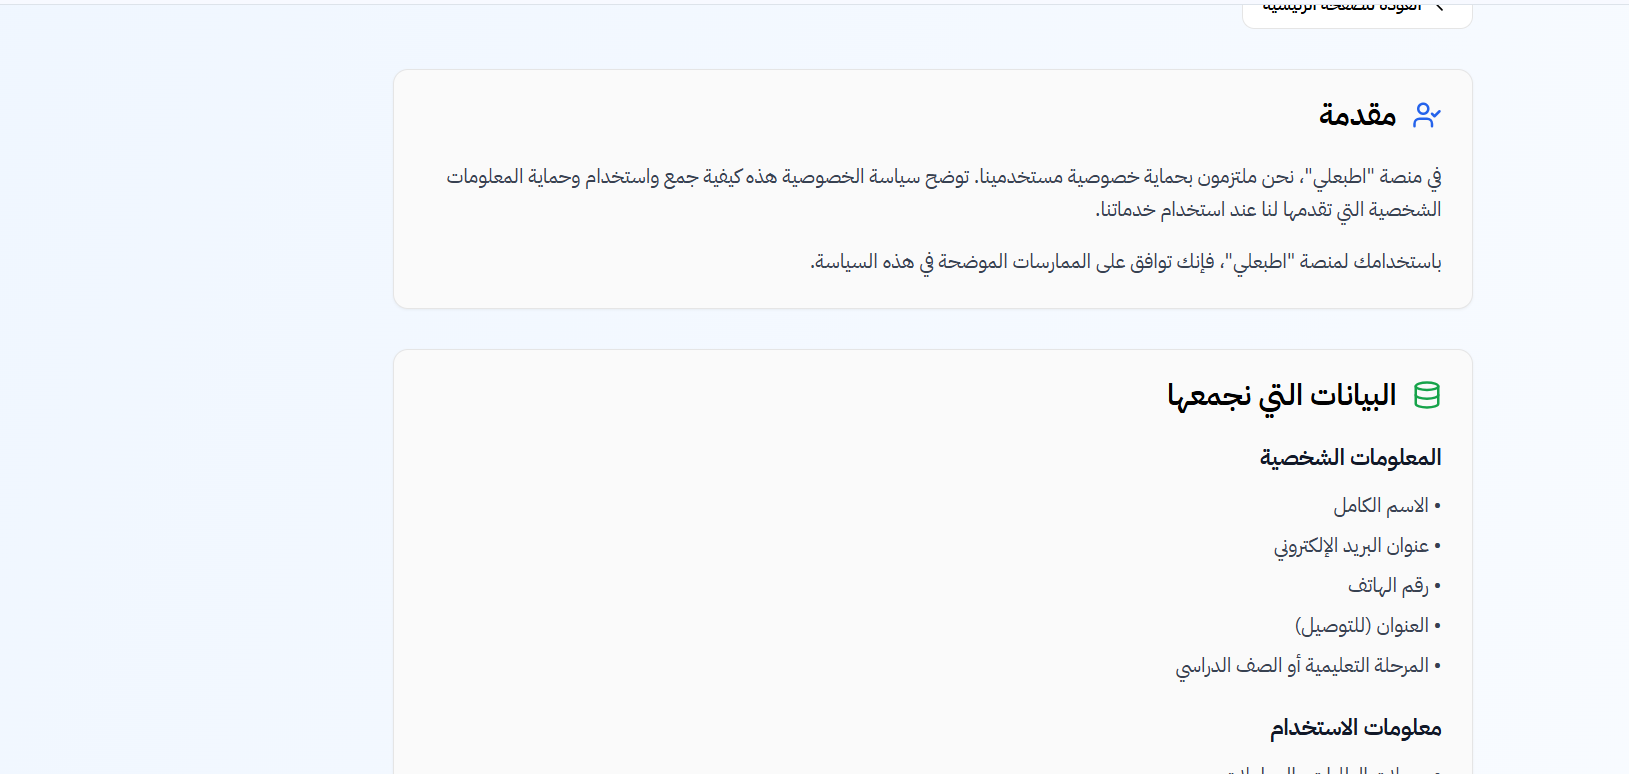 العودة للصفحة الرئيسية
مقدمة
في منصة "اطبعلي"، نحن ملتزمون بحماية خصوصية مستخدمينا. توضح سياسة الخصوصية هذه كيفية جمع واستخدام وحماية المعلومات
الشخصية التي تقدمها لنا عند استخدام خدماتنا.
باستخدامك لمنصة "اطبعلي"، فإنك توافق على الممارسات الموضحة في هذه السياسة.
البيانات التي نجمعها
المعلومات الشخصية
• الاسم الكامل
• عنوان البريد الإلكتروني
• رقم الهاتف
• العنوان (للتوصيل)
• المرحلة التعليمية أو الصف الدراسي
معلومات الاستخدام